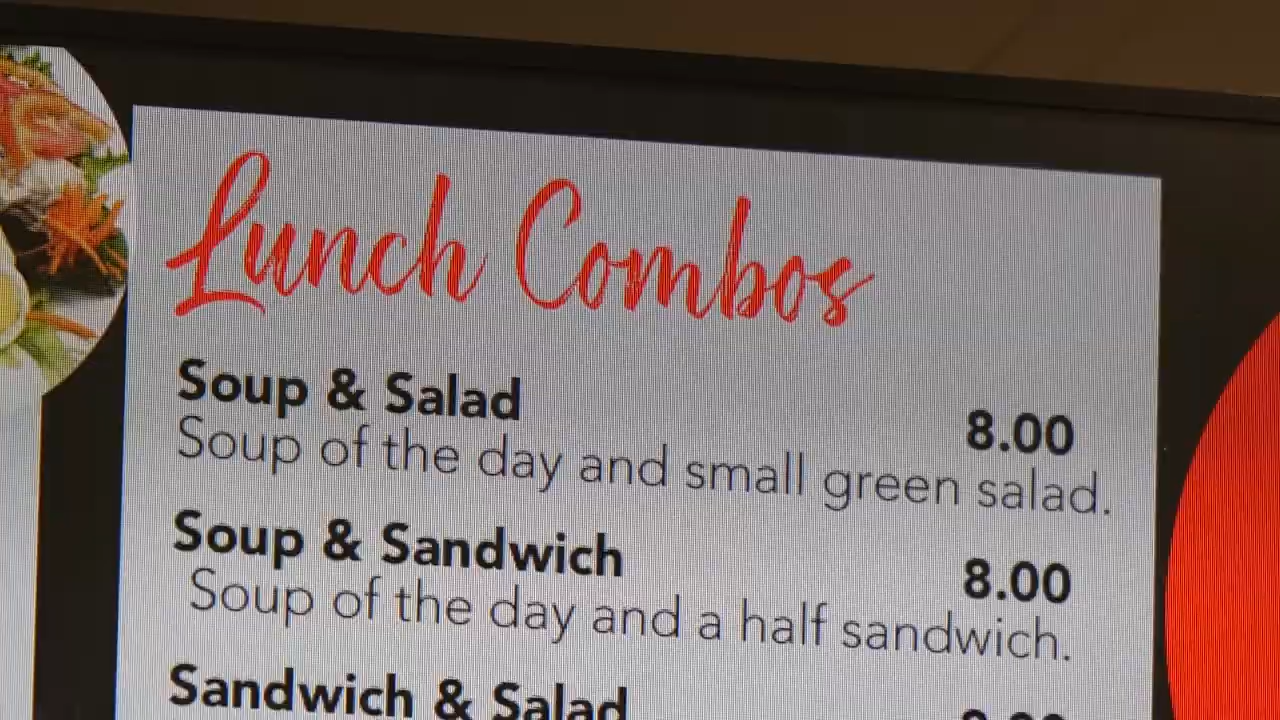 Lunch Combos
Soup & Salad 8.00
Soup of the day and small green salad.
Soup & Sandwich 8.00
Soup of the day and a half sandwich.
Sandwich & Salad